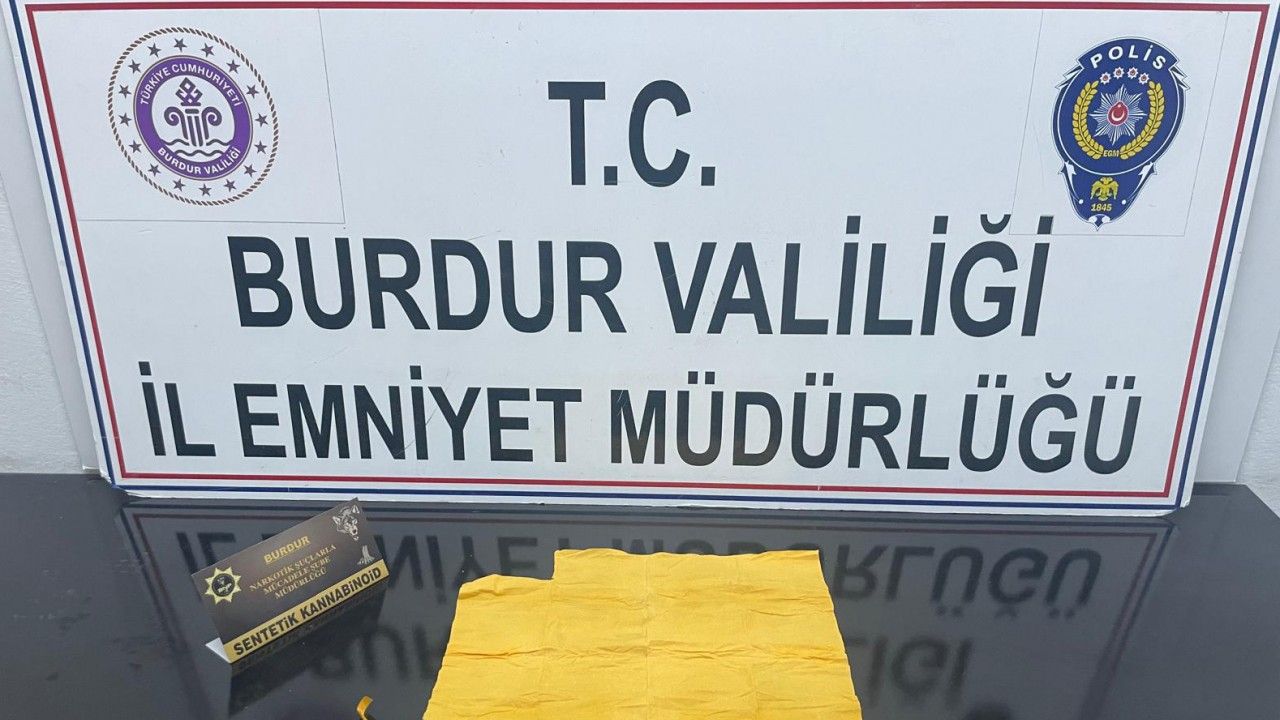 TÜRKİYE CUMHURİYETİ
BURDUR VALİLİĞİ
POLİS
EGM
1845
T.C.
BURDUR VALİLİĞİ
İL EMNİYET MÜDÜRLÜĞÜ
BURDUR
NARKOTİK SUÇLARLA
MÜCADELE ŞUBE
MÜDÜRLÜĞÜ
SENTETİK KANNABİNOİD